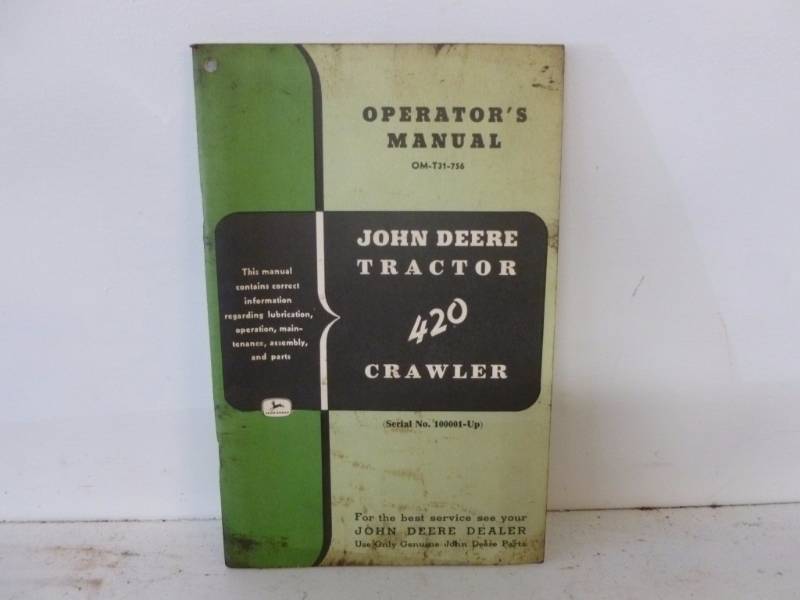 OPERATOR'S
MANUAL
OM-T31-756
JOHN DEERE
TRACTOR
420
CRAWLER
This manual
contains correct
information
regarding lubrication,
operation, main-
tenance, assembly,
and parts
JOHN DEERE
(Serial No. 100001-Up)
For the best service see your
JOHN DEERE DEALER
Use Only Genuine John Deere Parts